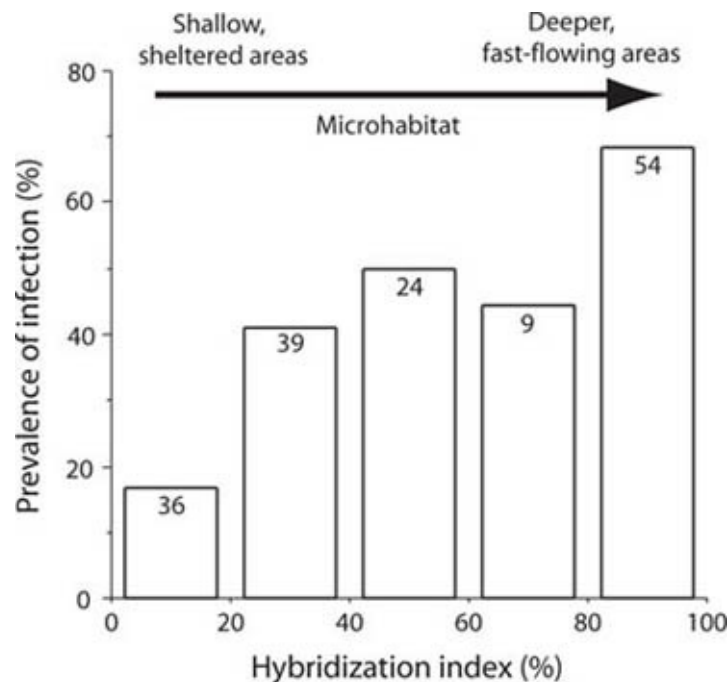 Shallow,
sheltered areas
Deeper,
fast-flowing areas
Microhabitat
Prevalence of infection (%)
80
60
40
20
0
36
39
24
9
54
0 20 40 60 80 100
Hybridization index (%)